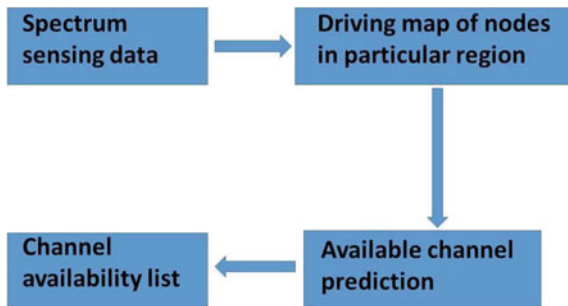 Spectrum
sensing data
Driving map of nodes
in particular region
Available channel
prediction
Channel
availability list